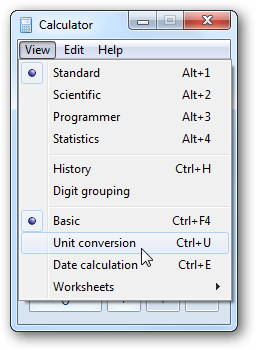 Calculator
View Edit Help
Standard Alt+1
Scientific Alt+2
Programmer Alt+3
Statistics Alt+4
History Ctrl+H
Digit grouping
Basic Ctrl+F4
Unit conversion Ctrl+U
Date calculation Ctrl+E
Worksheets